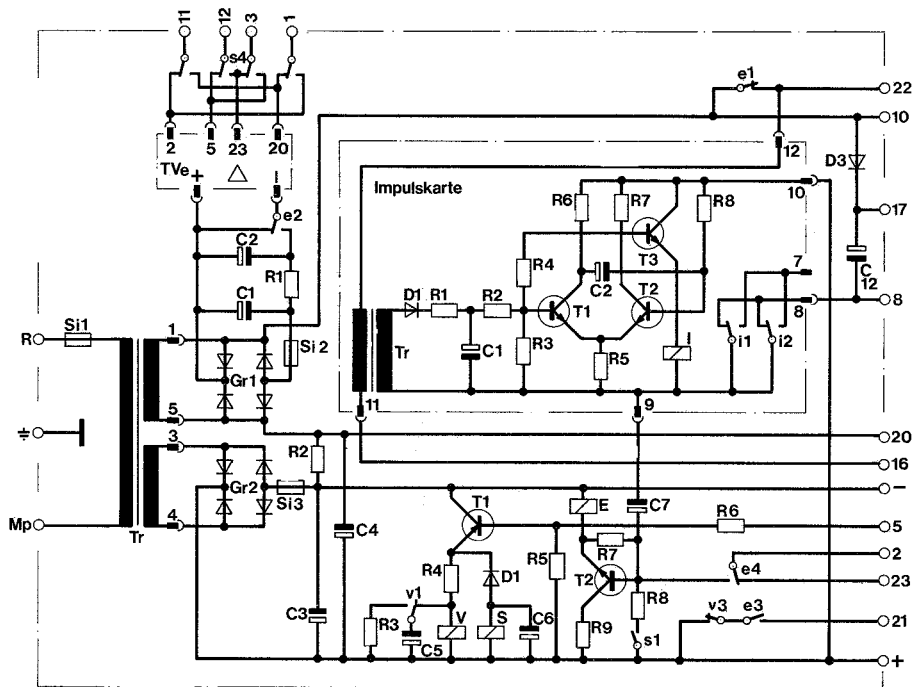 11 12 3 1
s4
e1
22
2 5 23 20
10
12
TVe + △ −
D3
Impulskarte
10
R6 R7 R8
e2
17
C2
T3
R4
C
12
R1
7
C2 T2
C1
D1 R1 R2
T1
8
8
Si1
R
1
Si2
i1 i2
Tr
C1
R3
I
Gr1
R5
Tr
5
11
9
20
3
R2
16
Gr2
Si3
−
T1
E
C7
R6
5
Mp
4
Tr
C4
R5
R7
2
R4
D1
T2
e4
23
C3
v1
R8
v3 e3
21
R3
V
S
C6
R9
s1
C5
+